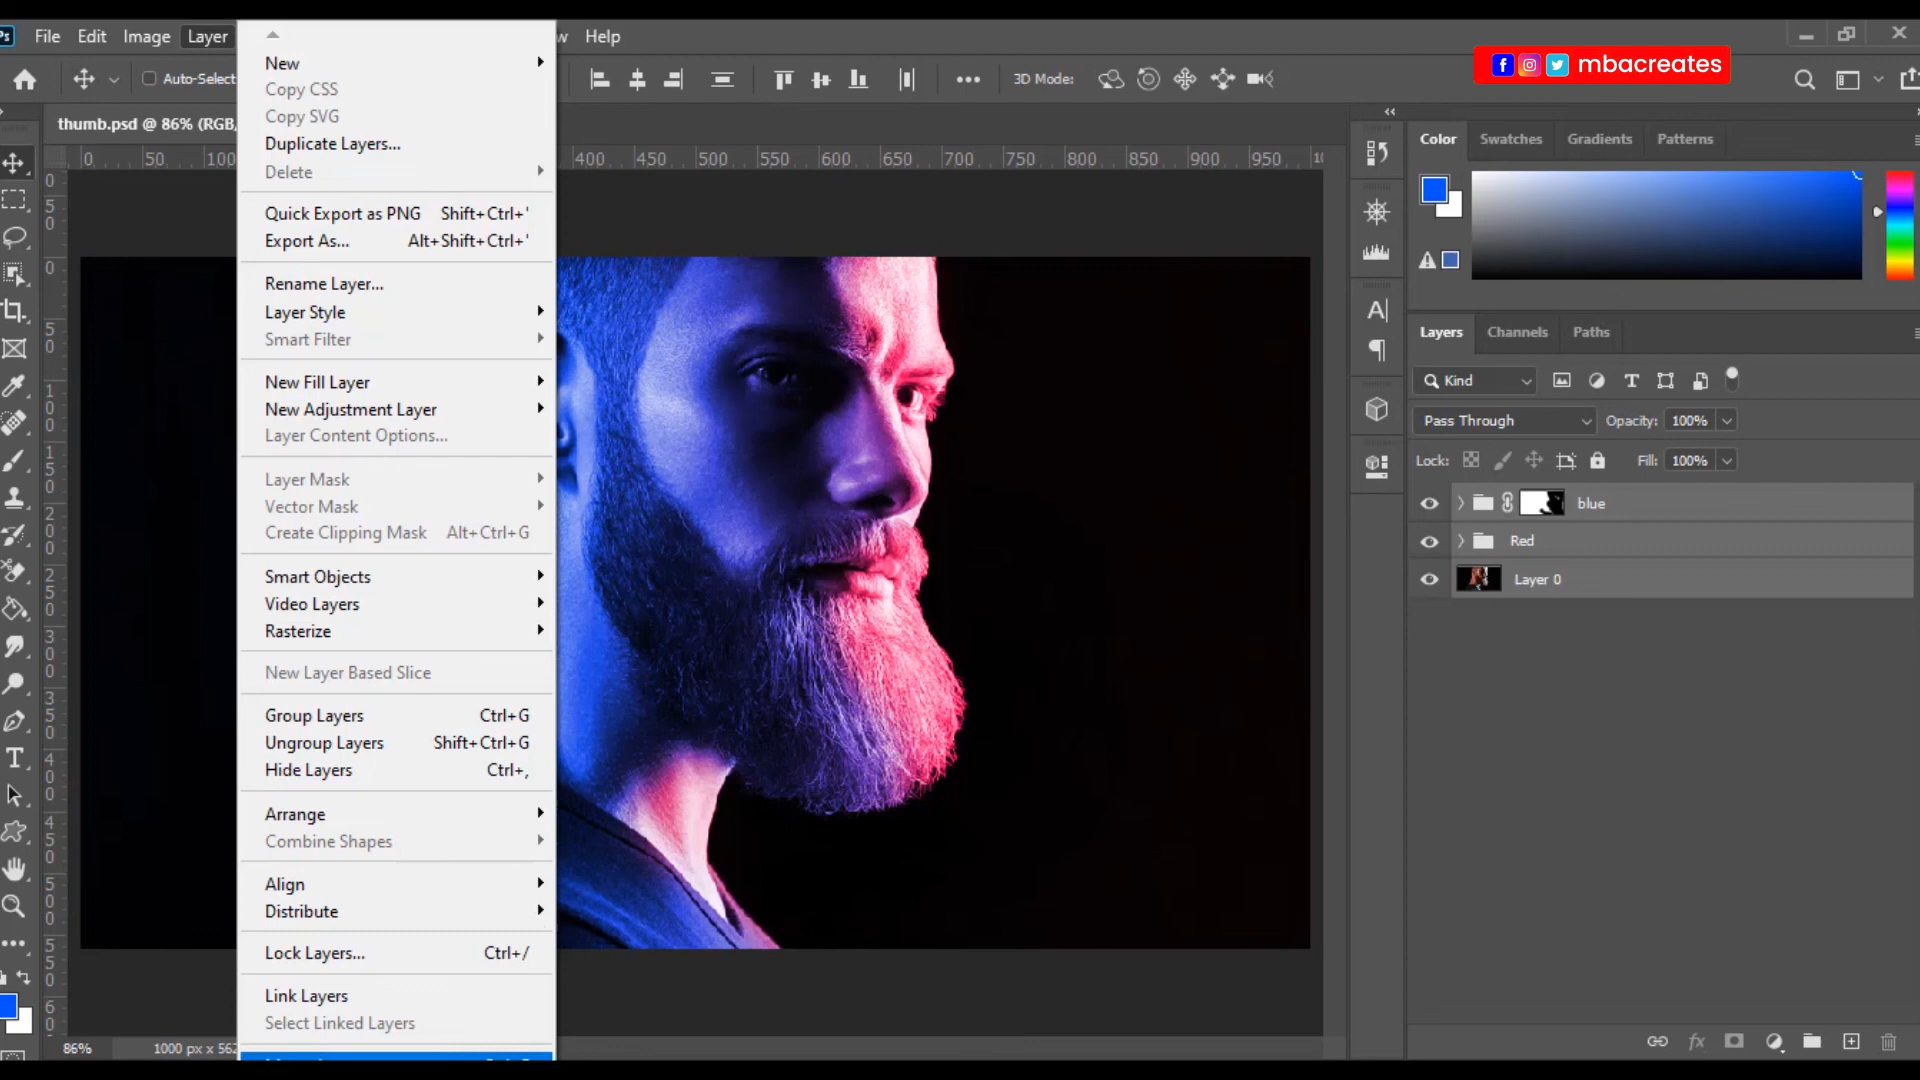 Ps File Edit Image Layer Help
mbacreates
Auto-Select
3D Mode:
thumb.psd @ 86% (RGB,
0 50 100 400 450 500 550 600 650 700 750 800 850 900 950
New
Copy CSS
Copy SVG
Duplicate Layers...
Delete
Quick Export as PNG Shift+Ctrl+'
Export As... Alt+Shift+Ctrl+'
Rename Layer...
Layer Style
Smart Filter
New Fill Layer
New Adjustment Layer
Layer Content Options...
Layer Mask
Vector Mask
Create Clipping Mask Alt+Ctrl+G
Smart Objects
Video Layers
Rasterize
New Layer Based Slice
Group Layers Ctrl+G
Ungroup Layers Shift+Ctrl+G
Hide Layers Ctrl+,
Arrange
Combine Shapes
Align
Distribute
Lock Layers... Ctrl+/
Link Layers
Select Linked Layers
86% 1000 px x 562
Color Swatches Gradients Patterns
Layers Channels Paths
Kind
Pass Through Opacity: 100%
Lock: Fill: 100%
blue
Red
Layer 0